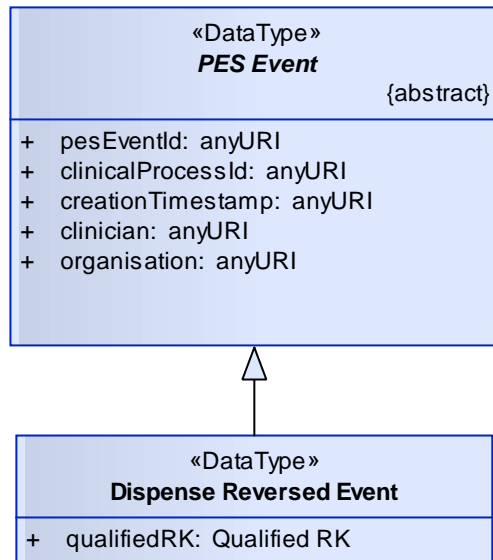 «DataType»
PES Event
{abstract}
+ pesEventId: anyURI
+ clinicalProcessId: anyURI
+ creationTimestamp: anyURI
+ clinician: anyURI
+ organisation: anyURI
«DataType»
Dispense Reversed Event
+ qualifiedRK: Qualified RK